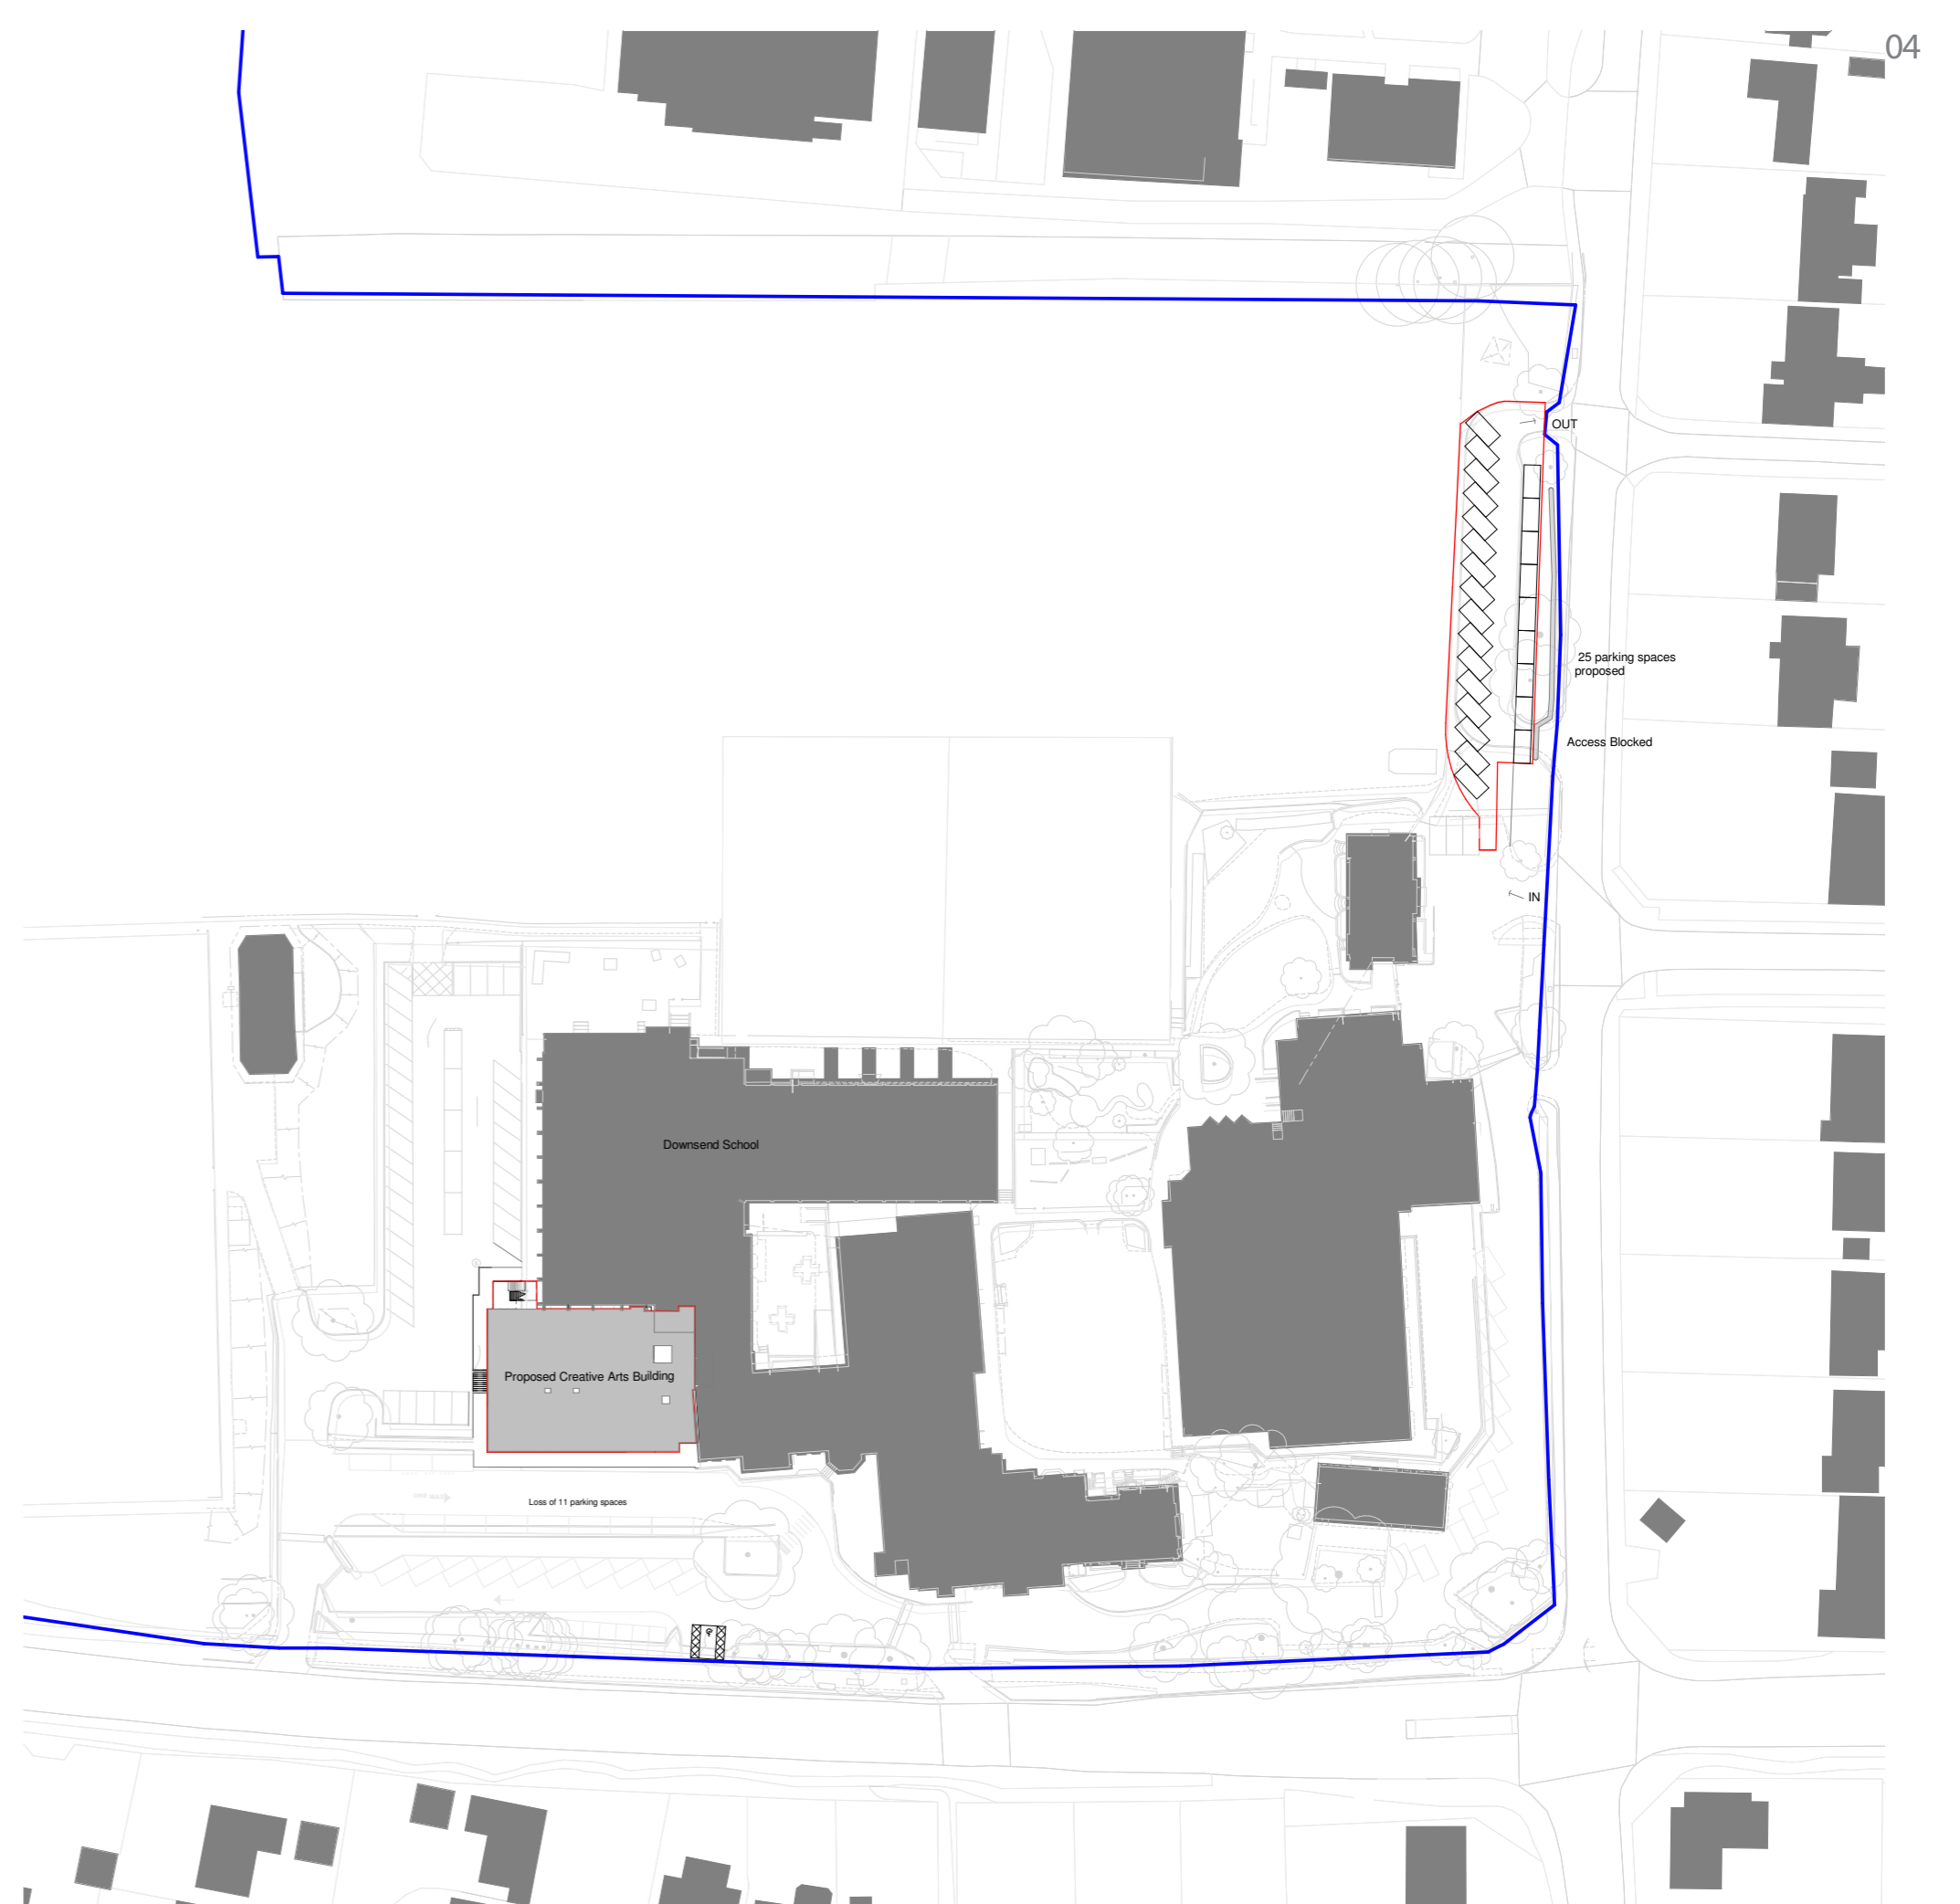 04
OUT
25 parking spaces
proposed
Access Blocked
IN
Downsend School
Proposed Creative Arts Building
Loss of 11 parking spaces